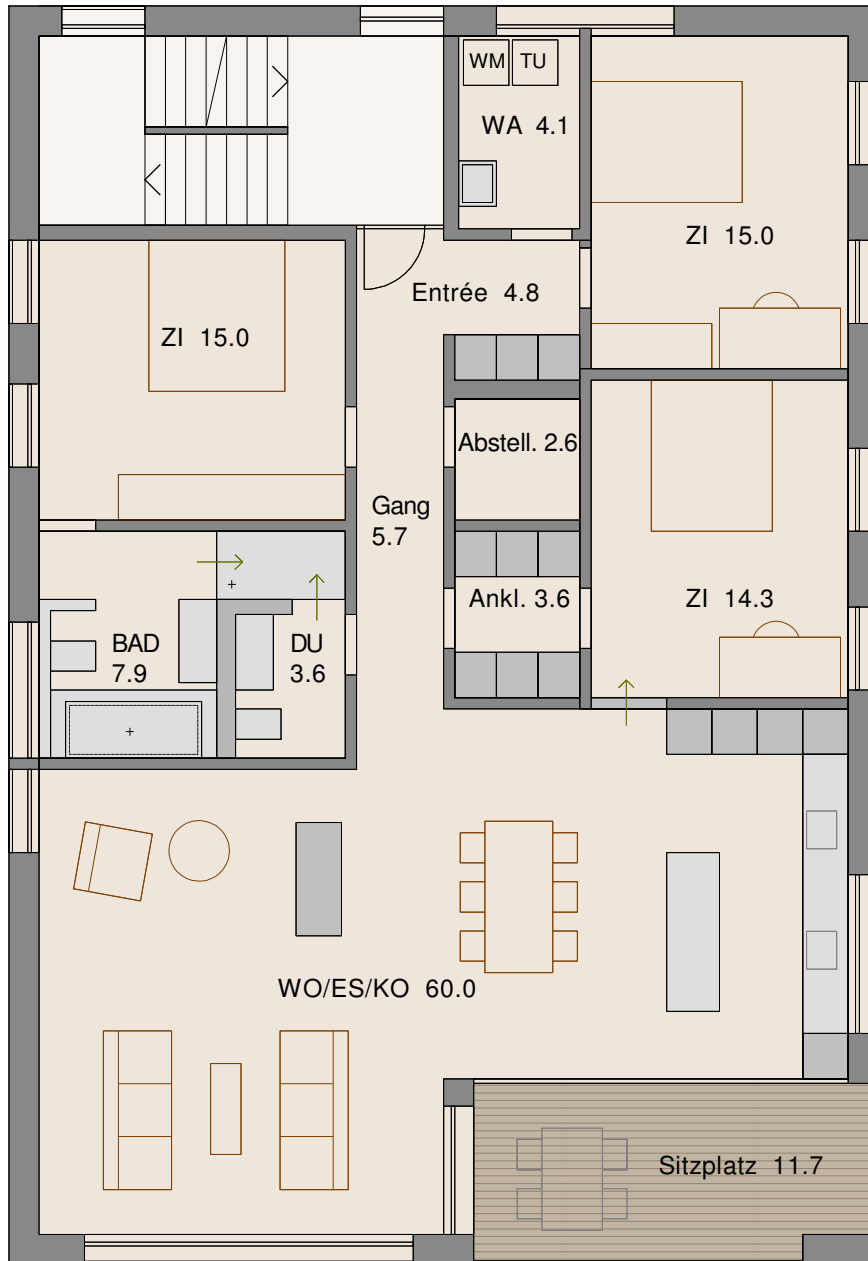 WM TU
WA 4.1
ZI 15.0
Entrée 4.8
ZI 15.0
Abstell. 2.6
Gang
5.7
Ankl. 3.6
ZI 14.3
BAD
7.9
DU
3.6
WO/ES/KO 60.0
Sitzplatz 11.7